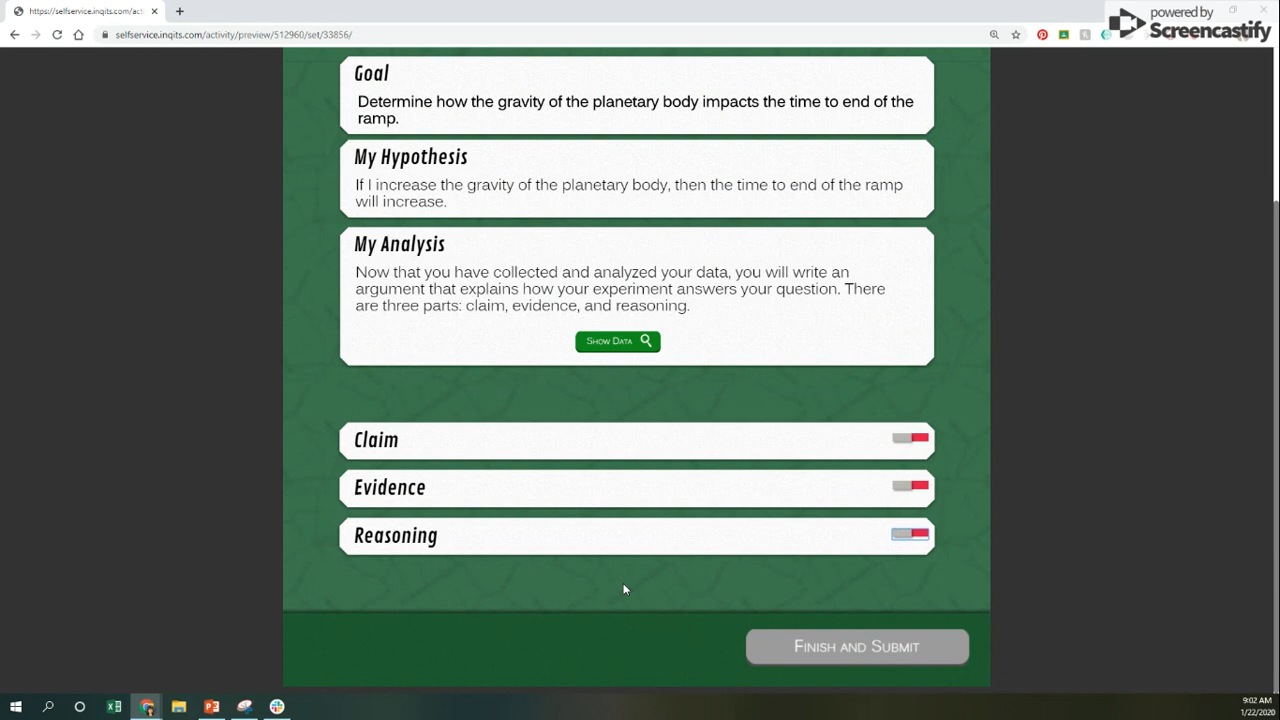 https://selfservice.inqits.com/acti
powered by
Screencastify
selfservice.inqits.com/activity/preview/512960/set/33856/
Goal
Determine how the gravity of the planetary body impacts the time to end of the
ramp.
My Hypothesis
If I increase the gravity of the planetary body, then the time to end of the ramp
will increase.
My Analysis
Now that you have collected and analyzed your data, you will write an
argument that explains how your experiment answers your question. There
are three parts: claim, evidence, and reasoning.
Show Data
Claim
Evidence
Reasoning
Finish and Submit
9:02 AM
1/22/2020